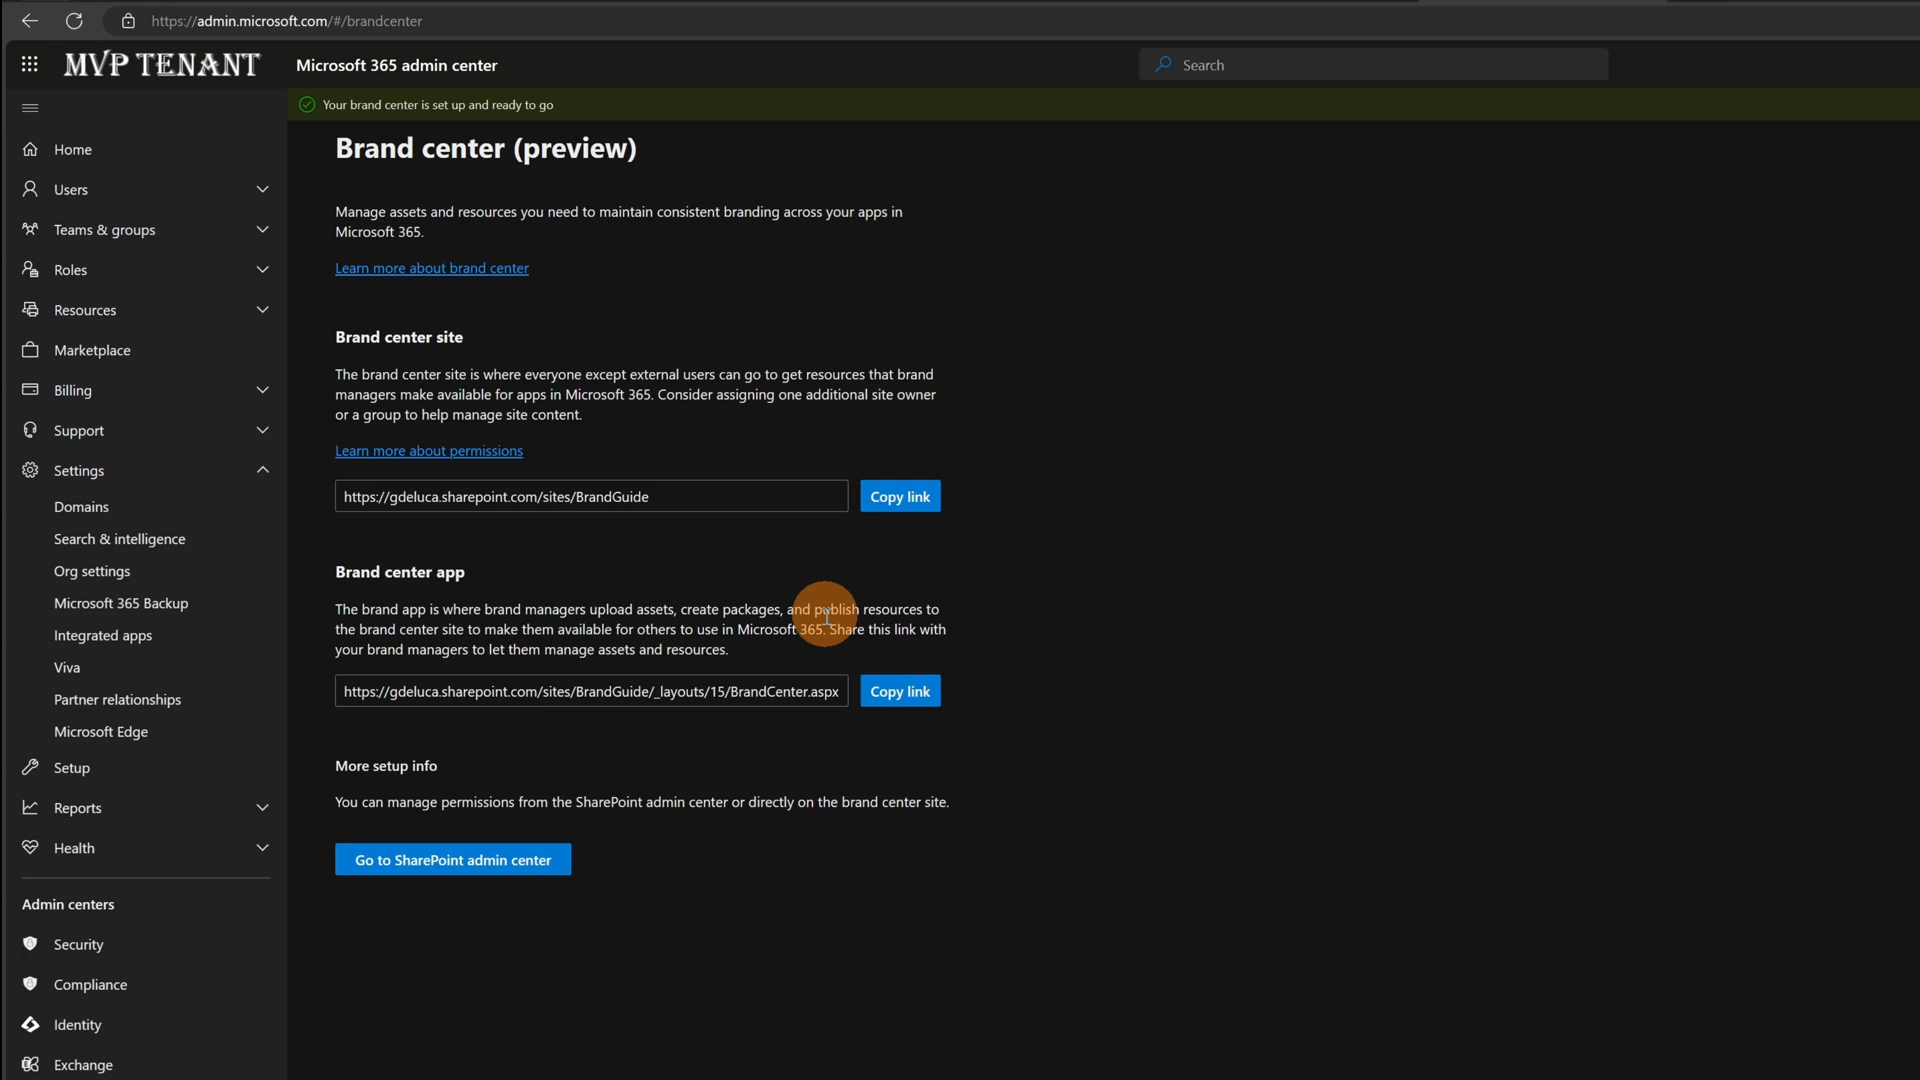 https://admin.microsoft.com/#/brandcenter
MVP TENANT
Microsoft 365 admin center
Search
Your brand center is set up and ready to go
Home
Users
Teams & groups
Roles
Resources
Marketplace
Billing
Support
Settings
Domains
Search & intelligence
Org settings
Microsoft 365 Backup
Integrated apps
Viva
Partner relationships
Microsoft Edge
Setup
Reports
Health
Admin centers
Security
Compliance
Identity
Exchange
Brand center (preview)
Manage assets and resources you need to maintain consistent branding across your apps in
Microsoft 365.
Learn more about brand center
Brand center site
The brand center site is where everyone except external users can go to get resources that brand
managers make available for apps in Microsoft 365. Consider assigning one additional site owner
or a group to help manage site content.
Learn more about permissions
https://gdeluca.sharepoint.com/sites/BrandGuide
Copy link
Brand center app
The brand app is where brand managers upload assets, create packages, and publish resources to
the brand center site to make them available for others to use in Microsoft 365. Share this link with
your brand managers to let them manage assets and resources.
https://gdeluca.sharepoint.com/sites/BrandGuide/_layouts/15/BrandCenter.aspx
Copy link
More setup info
You can manage permissions from the SharePoint admin center or directly on the brand center site.
Go to SharePoint admin center